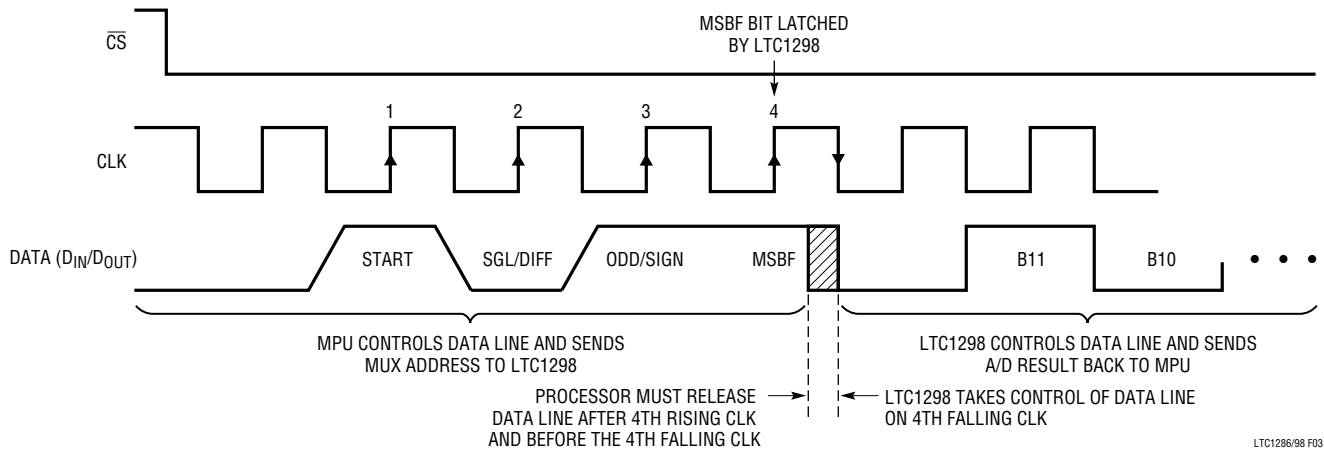 MSBF BIT LATCHED
BY LTC1298
CS
1
2
3
4
CLK
DATA (DIN/DOUT)
START
SGL/DIFF
ODD/SIGN
MSBF
B11
B10
• • •
MPU CONTROLS DATA LINE AND SENDS
MUX ADDRESS TO LTC1298
LTC1298 CONTROLS DATA LINE AND SENDS
A/D RESULT BACK TO MPU
PROCESSOR MUST RELEASE
DATA LINE AFTER 4TH RISING CLK
AND BEFORE THE 4TH FALLING CLK
LTC1298 TAKES CONTROL OF DATA LINE
ON 4TH FALLING CLK
LTC1286/98 F03